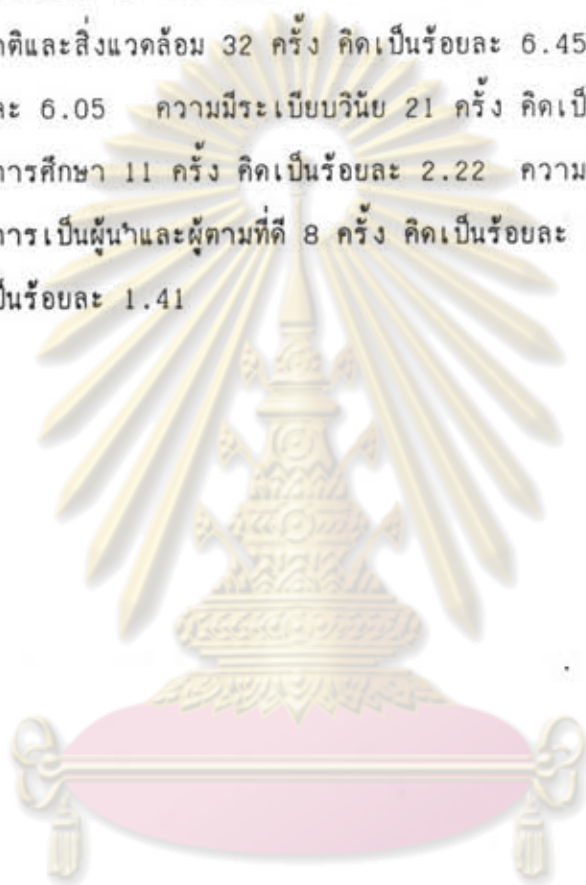 ติและสิ่งแวดล้อม 32 ครั้ง คิดเป็นร้อยละ 6.45
ละ 6.05 ความมีระเบียบวินัย 21 ครั้ง คิดเป็
การศึกษา 11 ครั้ง คิดเป็นร้อยละ 2.22 ความ
การเป็นผู้นำและผู้ตามที่ดี 8 ครั้ง คิดเป็นร้อยละ
ป็นร้อยละ 1.41